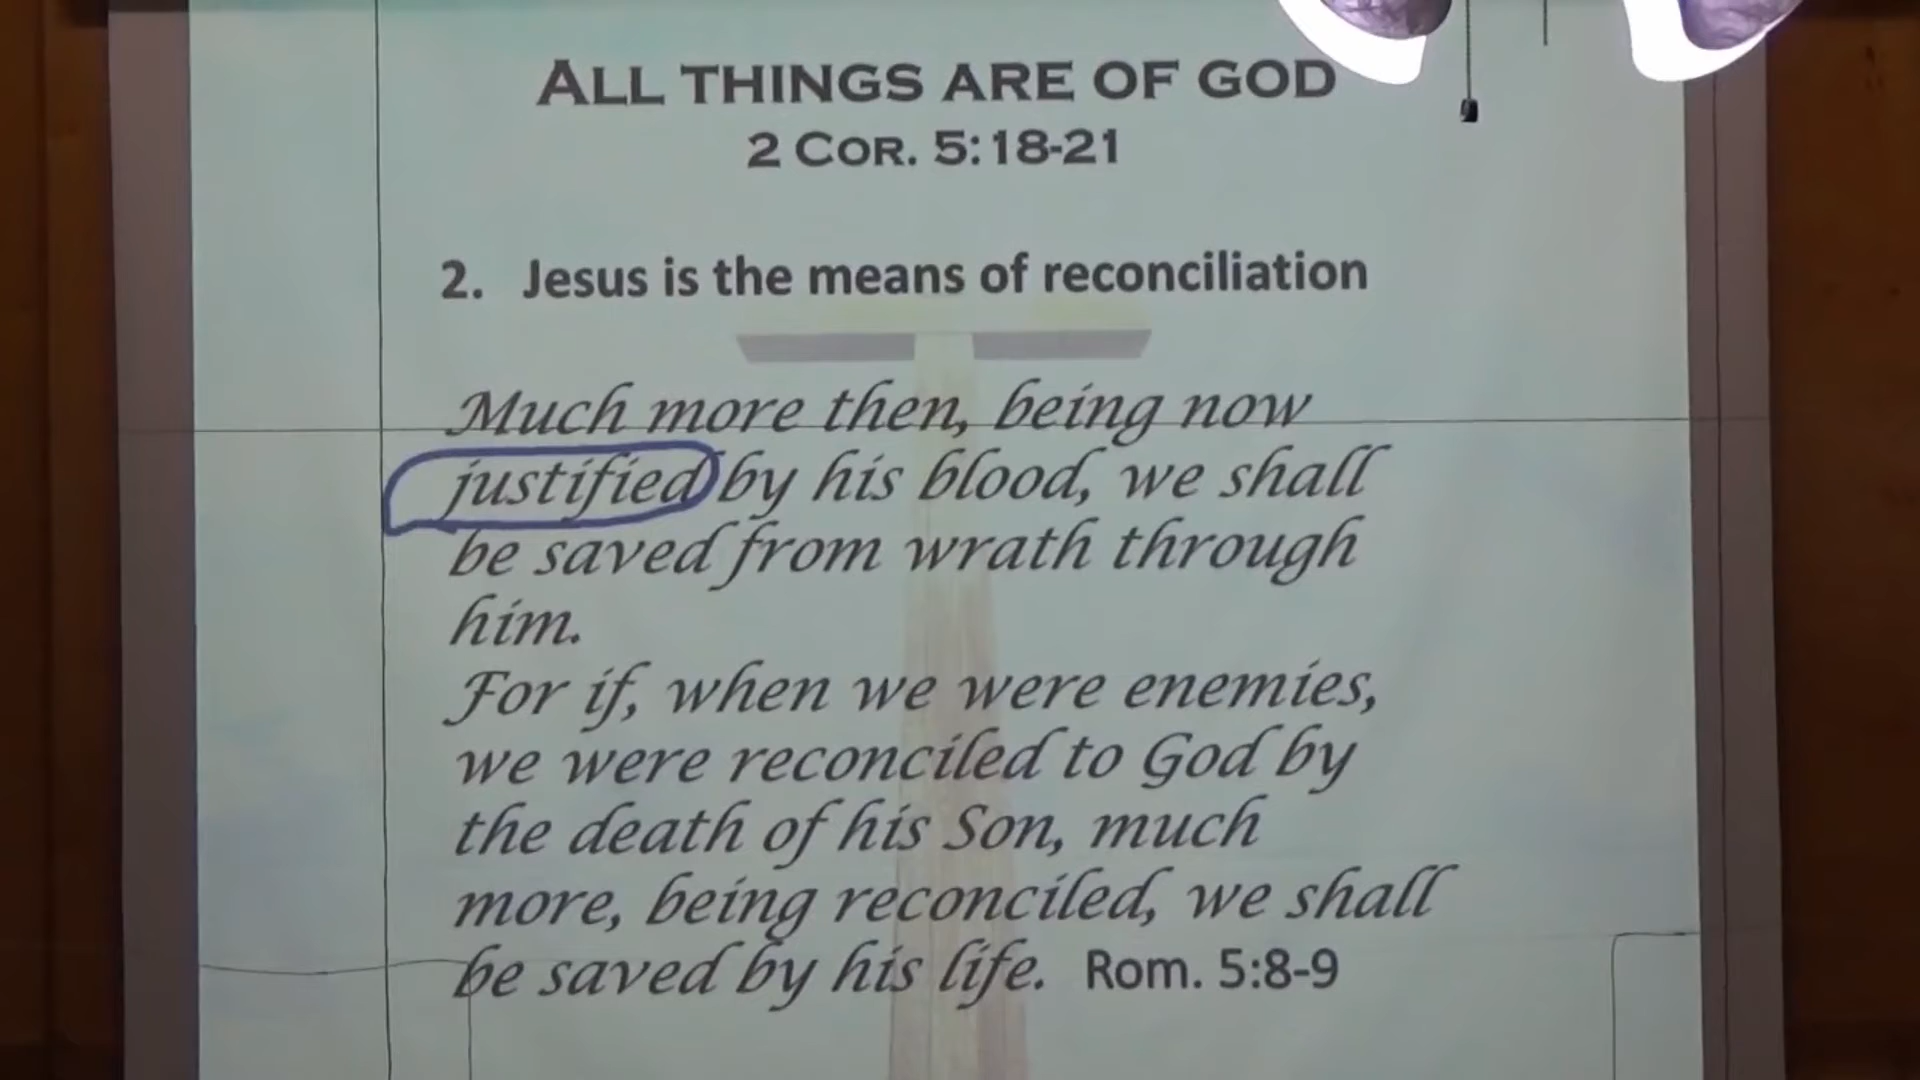 ALL THINGS ARE OF GOD
2 COR. 5:18-21
2. Jesus is the means of reconciliation
Much more then, being now
justified by his blood, we shall
be saved from wrath through
him.
For if, when we were enemies,
we were reconciled to God by
the death of his Son, much
more, being reconciled, we shall
be saved by his life. Rom. 5:8-9